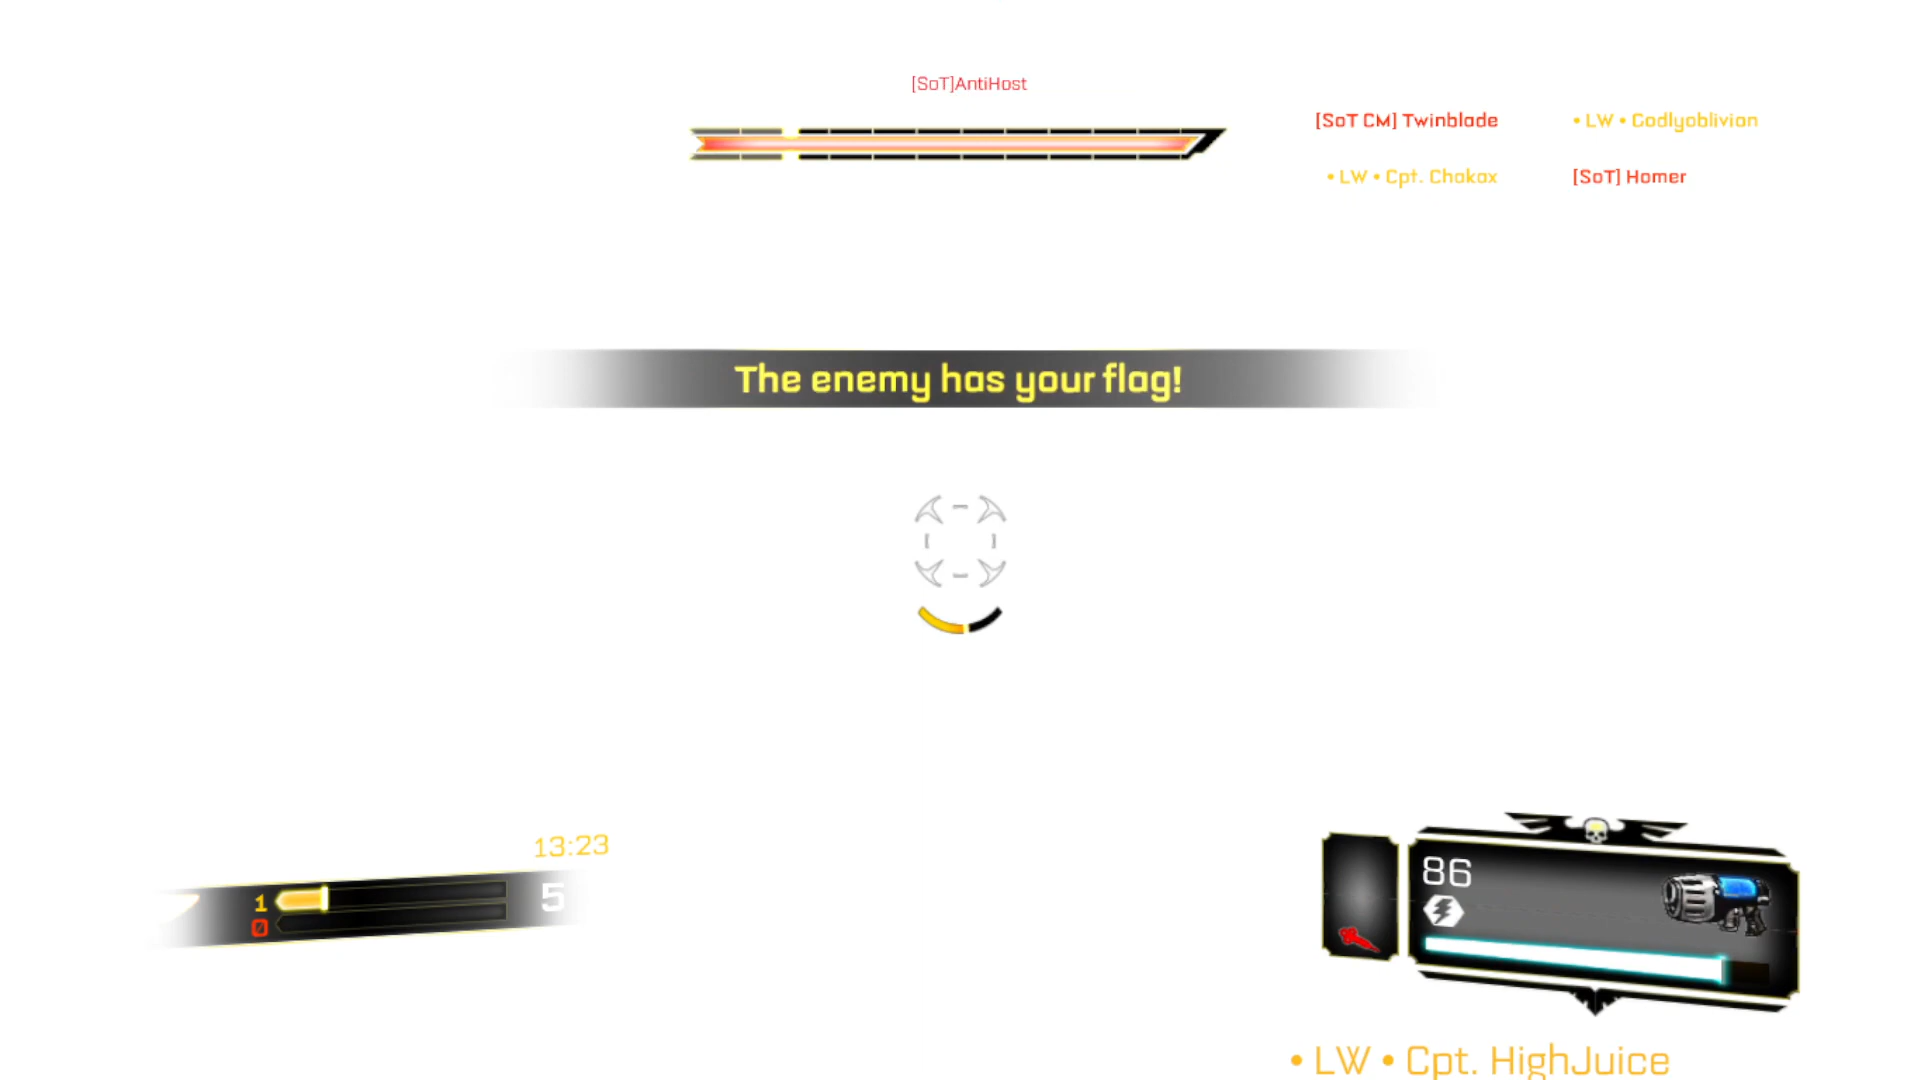 [SoT]AntiHost
[SoT CM] Twinblade • LW • Godlyoblivian
• LW • Cpt. Chakax [SoT] Homer
The enemy has your flag!
13:23
1
0
5
86
• LW • Cpt. HighJuice